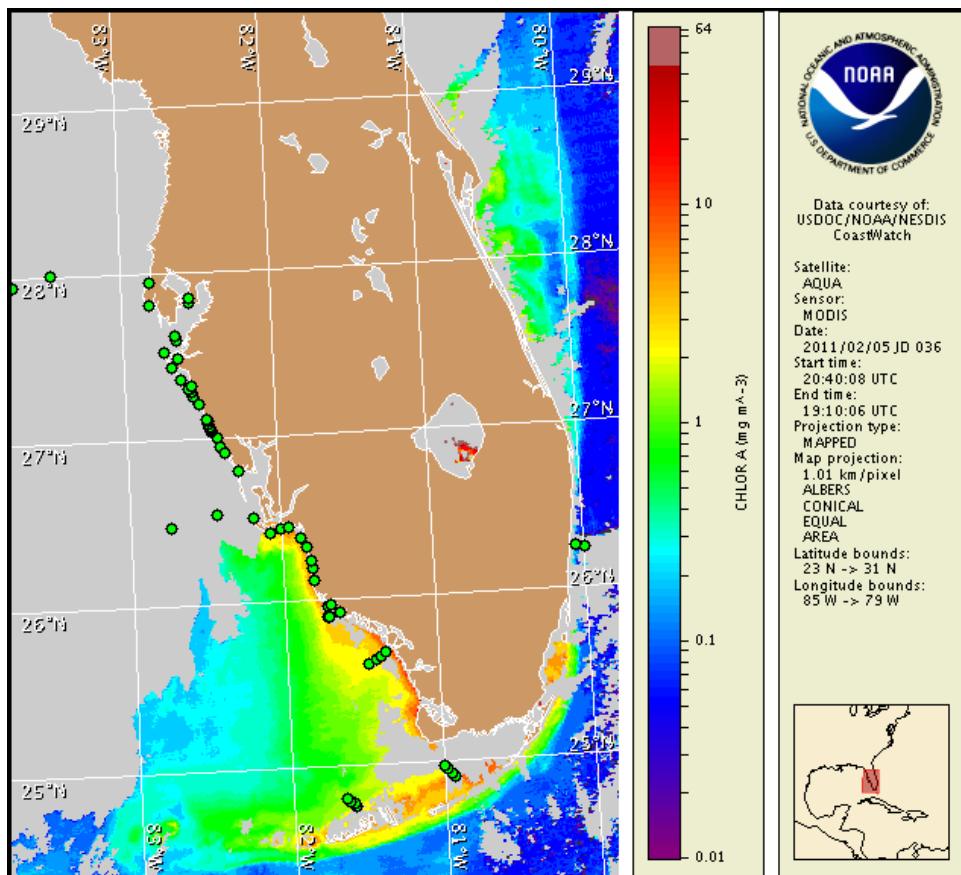 83°W
82°W
81°W
80°W
29°N
29°N
28°N
28°N
27°N
27°N
26°N
26°N
25°N
25°N
83°W
82°W
81°W
64
10
1
0.1
0.01
CHLOR A (mg m^-3)
NATIONAL OCEANIC AND ATMOSPHERIC ADMINISTRATION
NOAA
U.S. DEPARTMENT OF COMMERCE
Data courtesy of:
USDOC/NOAA/NESDIS
CoastWatch
Satellite:
AQUA
Sensor:
MODIS
Date:
2011/02/05 JD 036
Start time:
20:40:08 UTC
End time:
19:10:06 UTC
Projection type:
MAPPED
Map projection:
1.01 km/pixel
ALBERS
CONICAL
EQUAL
AREA
Latitude bounds:
23 N -> 31 N
Longitude bounds:
85 W -> 79 W